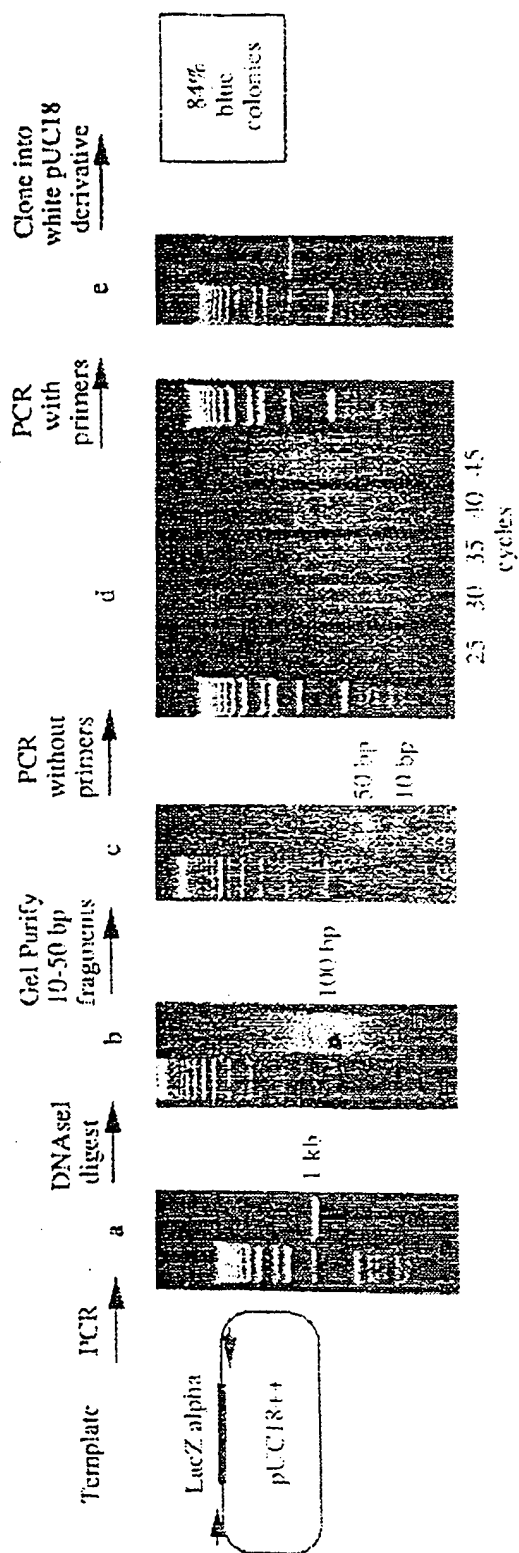 Template
PCR
DNAseI
digest
Gel Purify
10-50 bp
fragments
PCR
without
primers
PCR
with
primers
Clone into
white pUC18
derivative
a
b
c
d
e
LacZ alpha
pUC18++
1 kb
100 bp
50 bp
10 bp
25 30 35 40 45
cycles
84%
blue
colonies